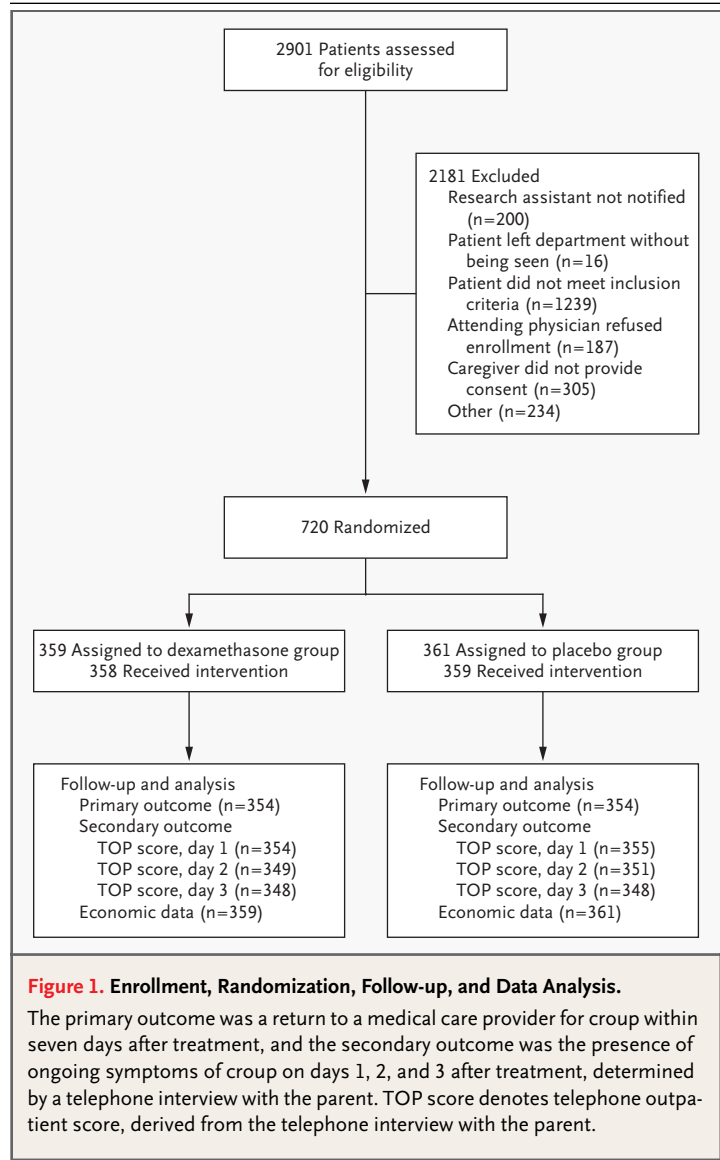 2901 Patients assessed
for eligibility
2181 Excluded
Research assistant not notified
(n=200)
Patient left department without
being seen (n=16)
Patient did not meet inclusion
criteria (n=1239)
Attending physician refused
enrollment (n=187)
Caregiver did not provide
consent (n=305)
Other (n=234)
720 Randomized
359 Assigned to dexamethasone group
358 Received intervention
361 Assigned to placebo group
359 Received intervention
Follow-up and analysis
Primary outcome (n=354)
Secondary outcome
TOP score, day 1 (n=354)
TOP score, day 2 (n=349)
TOP score, day 3 (n=348)
Economic data (n=359)
Follow-up and analysis
Primary outcome (n=354)
Secondary outcome
TOP score, day 1 (n=355)
TOP score, day 2 (n=351)
TOP score, day 3 (n=348)
Economic data (n=361)
Figure 1. Enrollment, Randomization, Follow-up, and Data Analysis.
The primary outcome was a return to a medical care provider for croup within
seven days after treatment, and the secondary outcome was the presence of
ongoing symptoms of croup on days 1, 2, and 3 after treatment, determined
by a telephone interview with the parent. TOP score denotes telephone outpa-
tient score, derived from the telephone interview with the parent.